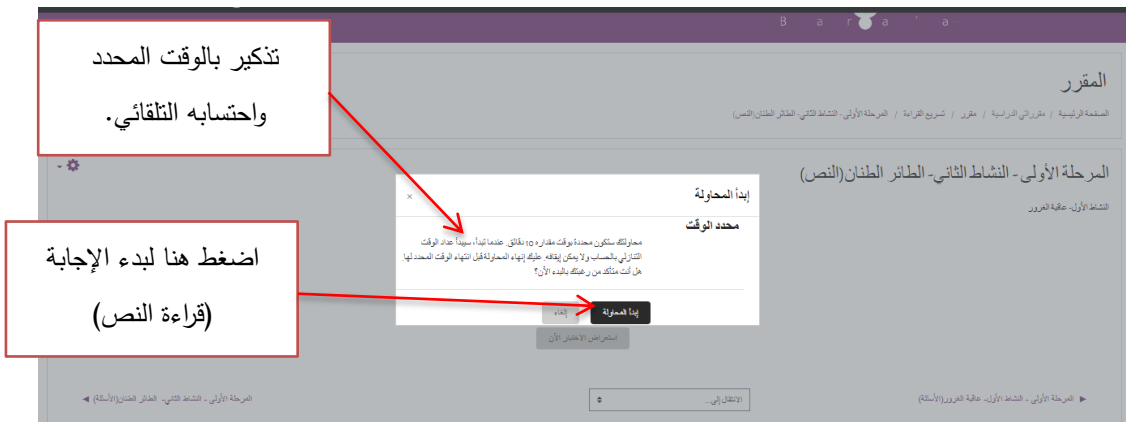 B a r a ' a
تذكير بالوقت المحدد
واحتسابه التلقائي.
المقرر
الصفحة الرئيسية / مقرراتي الدراسية / مقرر / تسريع القراءة / المرحلة الأولى- النشاط الثاني- الطائر الطنان(النص)
المرحلة الأولى - النشاط الثاني- الطائر الطنان(النص)
النشاط الأول- عاقبة الغرور
إبدأ المحاولة
×
محدد الوقت
محاولتك ستكون محددة بوقت مقداره 10 دقائق. عندما تبدأ، سيبدأ عداد الوقت
التنازلي بالحساب ولا يمكن إيقافه. عليك إنهاء المحاولة قبل انتهاء الوقت المحدد لها.
هل أنت متأكد من رغبتك بالبدء الأن؟
اضغط هنا لبدء الإجابة
(قراءة النص)
إبدأ المحاولة
إلغاء
استعراض الاختبار الأن
► المرحلة الأولى - النشاط الأول- عاقبة الغرور(الأسئلة)
الانتقال إلى...
المرحلة الأولى - النشاط الثاني- الطائر الطنان(الأسئلة) ◄